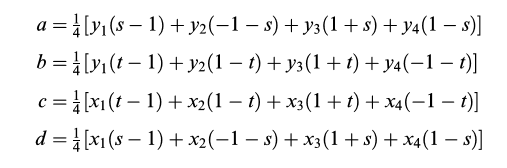 a = 1/4[y₁(s − 1) + y₂(−1 − s) + y₃(1 + s) + y₄(1 − s)]
b = 1/4[y₁(t − 1) + y₂(1 − t) + y₃(1 + t) + y₄(−1 − t)]
c = 1/4[x₁(t − 1) + x₂(1 − t) + x₃(1 + t) + x₄(−1 − t)]
d = 1/4[x₁(s − 1) + x₂(−1 − s) + x₃(1 + s) + x₄(1 − s)]